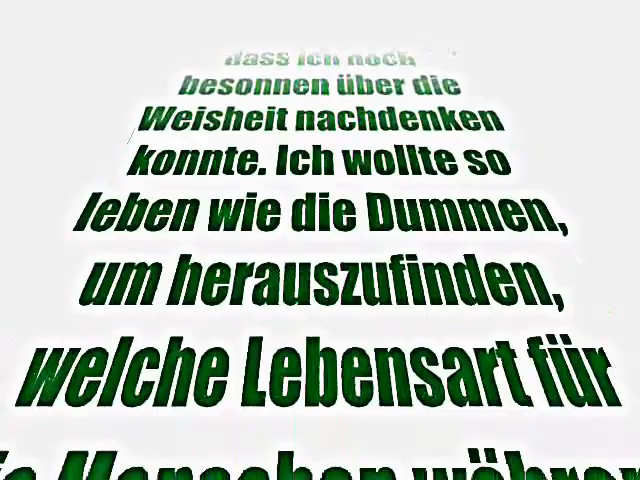 dass ich noch
besonnen über die
Weisheit nachdenken
konnte. Ich wollte so
leben wie die Dummen,
um herauszufinden,
welche Lebensart für
Menschen